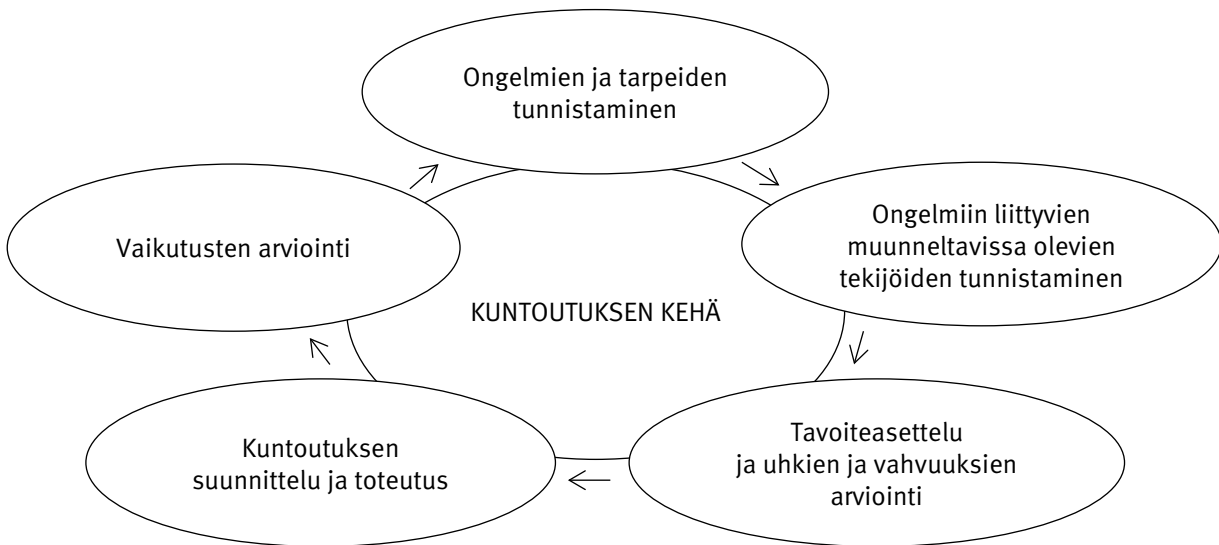 Ongelmien ja tarpeiden
tunnistaminen
Ongelmiin liittyvien
muunneltavissa olevien
tekijöiden tunnistaminen
Tavoiteasettelu
ja uhkien ja vahvuuksien
arviointi
Kuntoutuksen
suunnittelu ja toteutus
Vaikutusten arviointi
KUNTOUTUKSEN KEHÄ